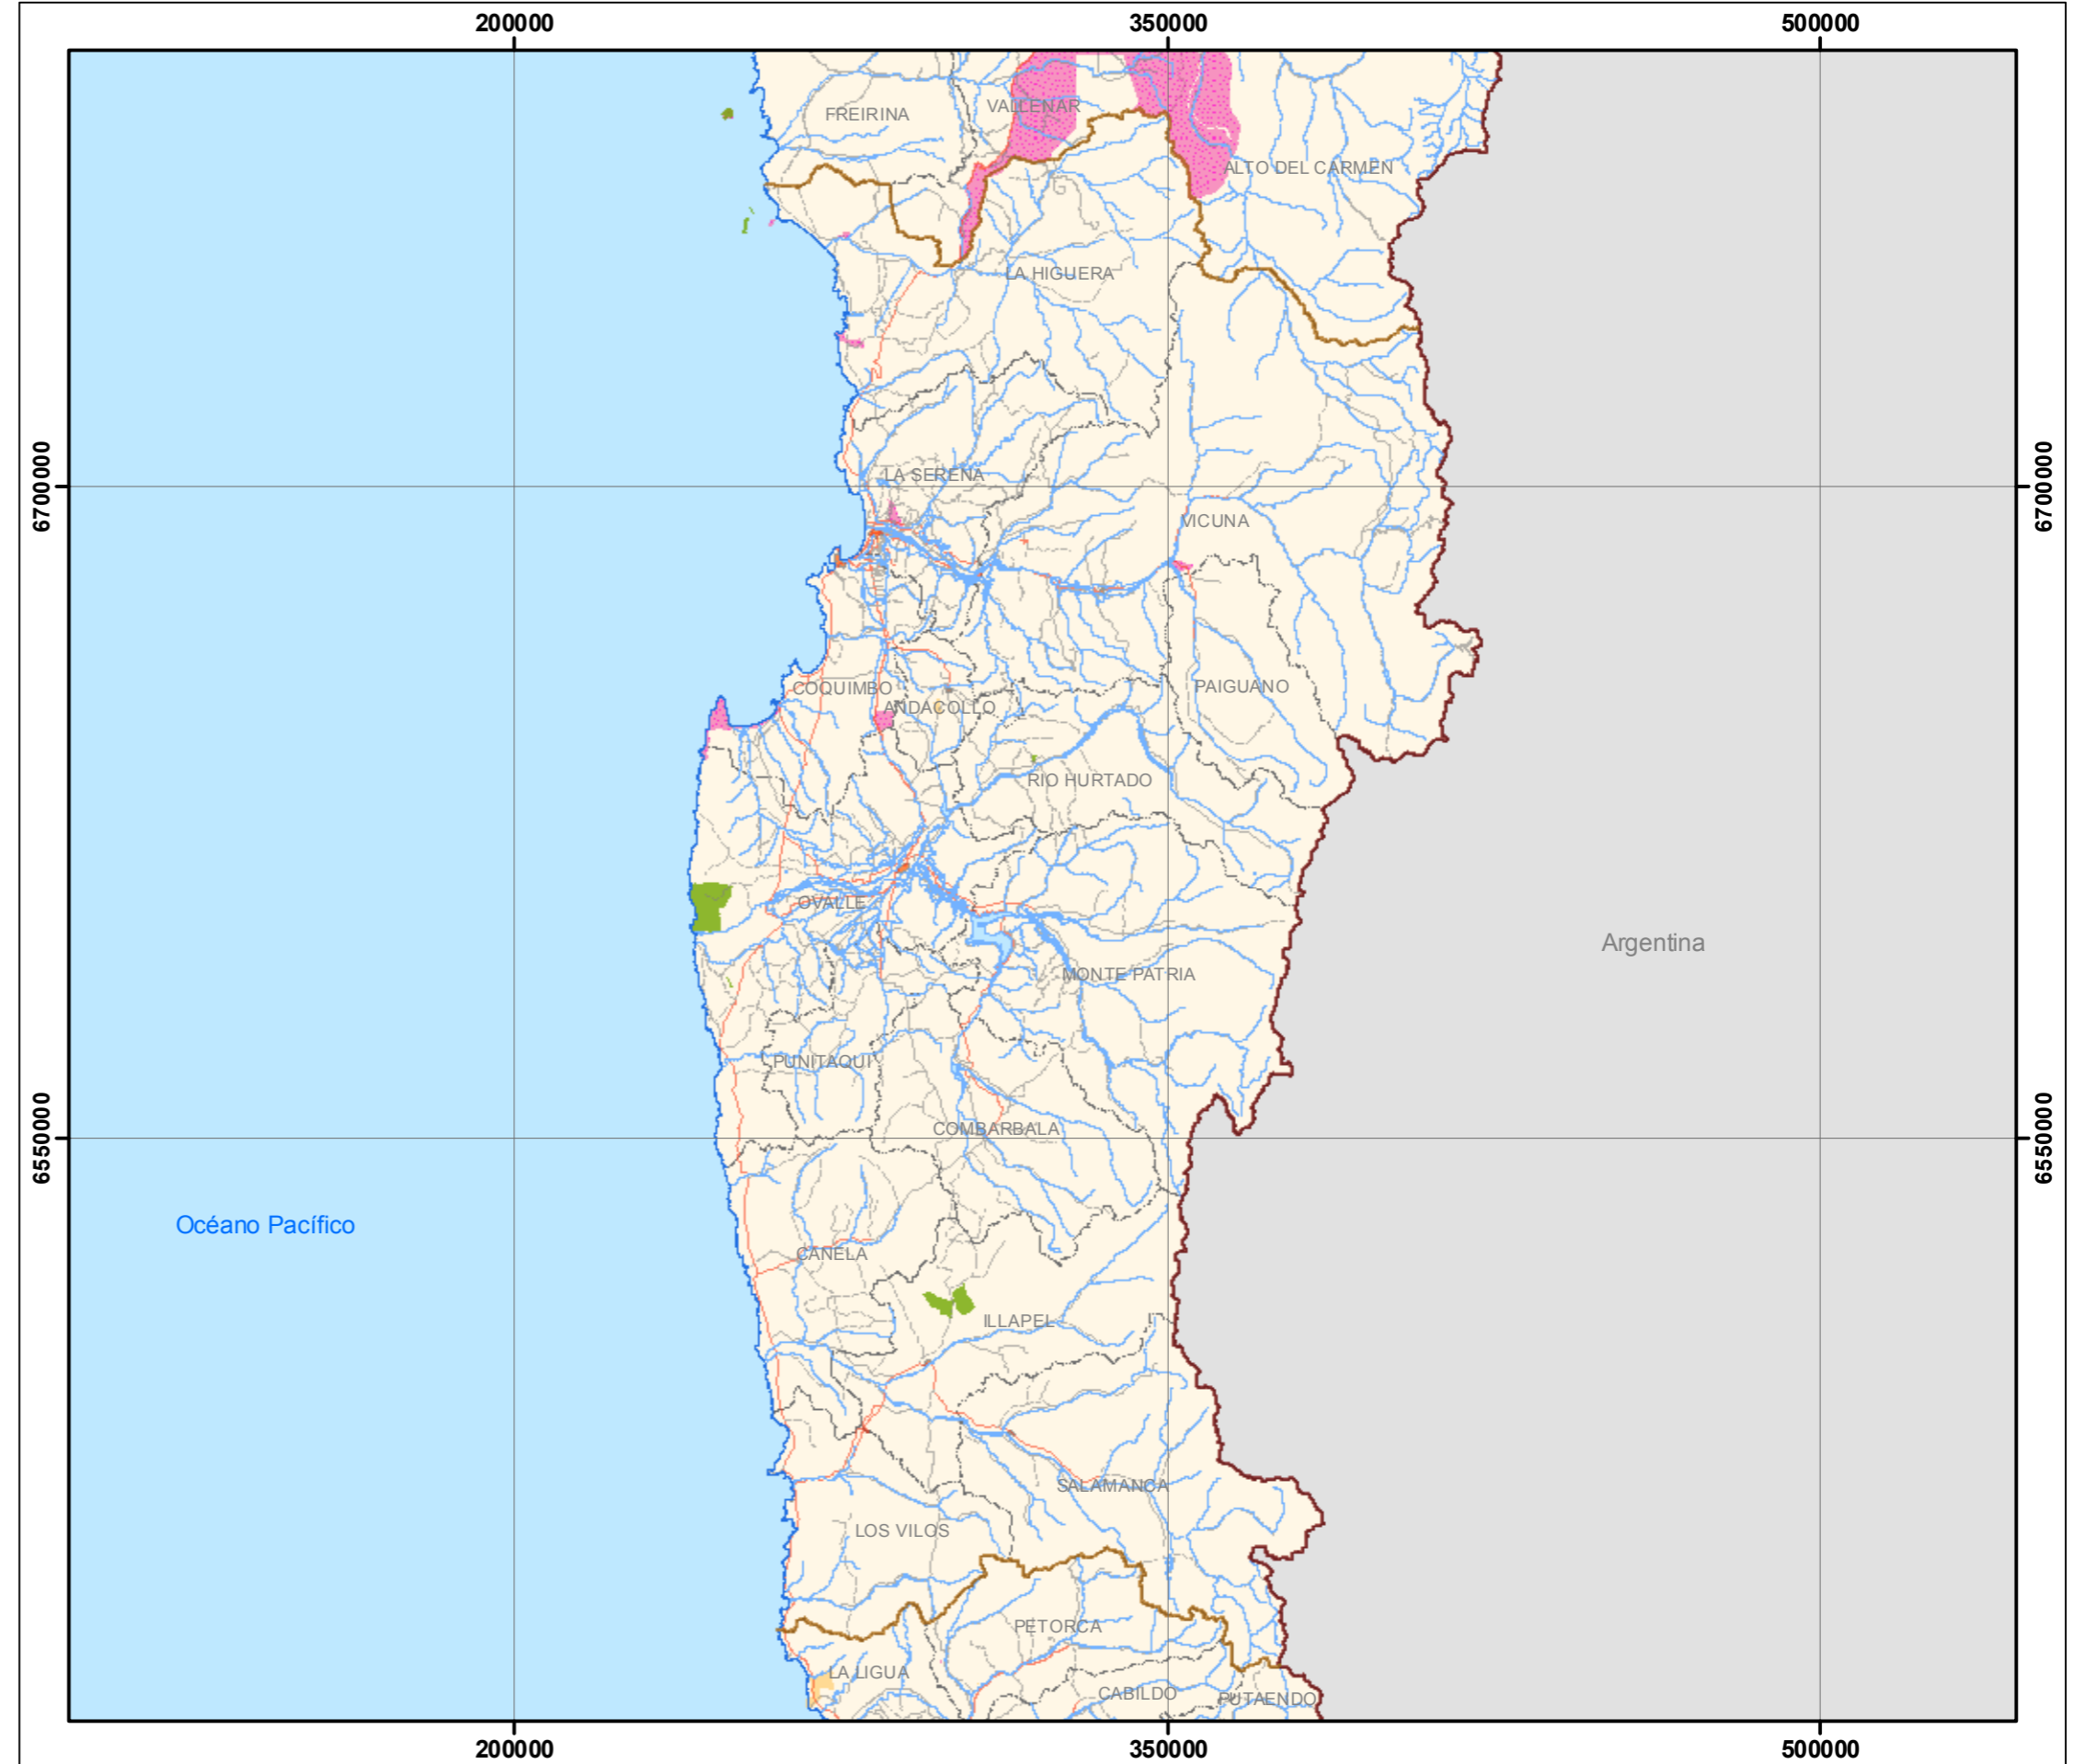 200000
350000
500000
FREIRINA
VALLENAR
ALTO DEL CARMEN
LA HIGUERA
6700000
6700000
LA SERENA
VICUNA
COQUIMBO
PAIGUANO
ANDACOLLO
RIO HURTADO
OVALLE
Argentina
MONTE PATRIA
PUNITAQUI
COMBARBALA
6550000
6550000
Océano Pacífico
CANELA
ILLAPEL
SALAMANCA
LOS VILOS
PETORCA
LA LIGUA
CABILDO
PUTAENDO
200000
350000
500000